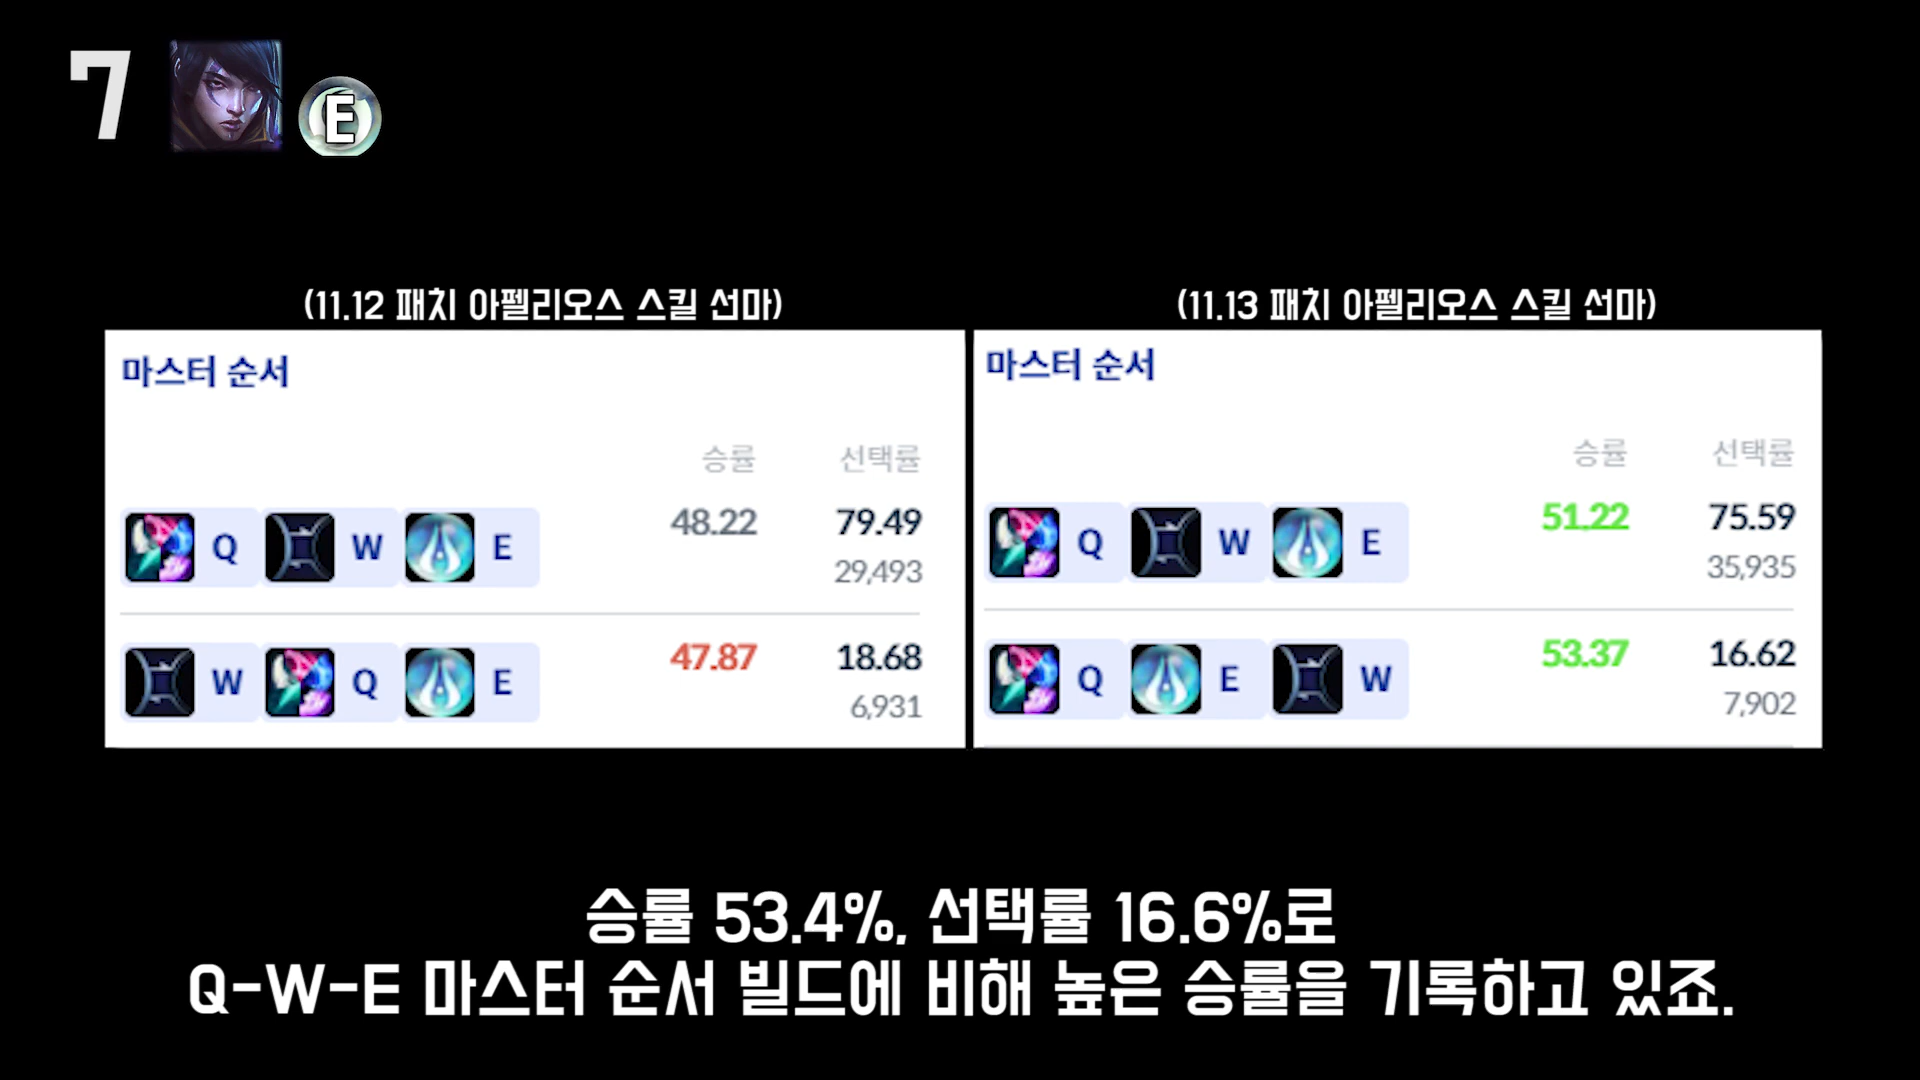 7
E
(11.12 패치 아펠리오스 스킬 선마)
마스터 순서
승률 선택률
Q W E 48.22 79.49
29,493
W Q E 47.87 18.68
6,931
(11.13 패치 아펠리오스 스킬 선마)
마스터 순서
승률 선택률
Q W E 51.22 75.59
35,935
Q E W 53.37 16.62
7,902
승률 53.4%, 선택률 16.6%로
Q-W-E 마스터 순서 빌드에 비해 높은 승률을 기록하고 있죠.